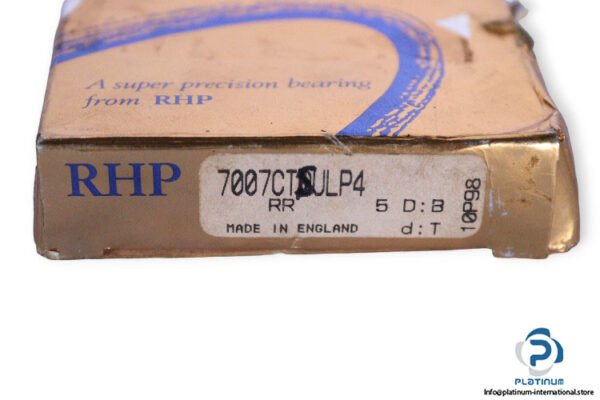 A super precision bearing
from RHP
RHP
7007CTSULP4
RR 5 D:B
MADE IN ENGLAND d:T
10P98
PLATINUM
Info@platinum-international.store